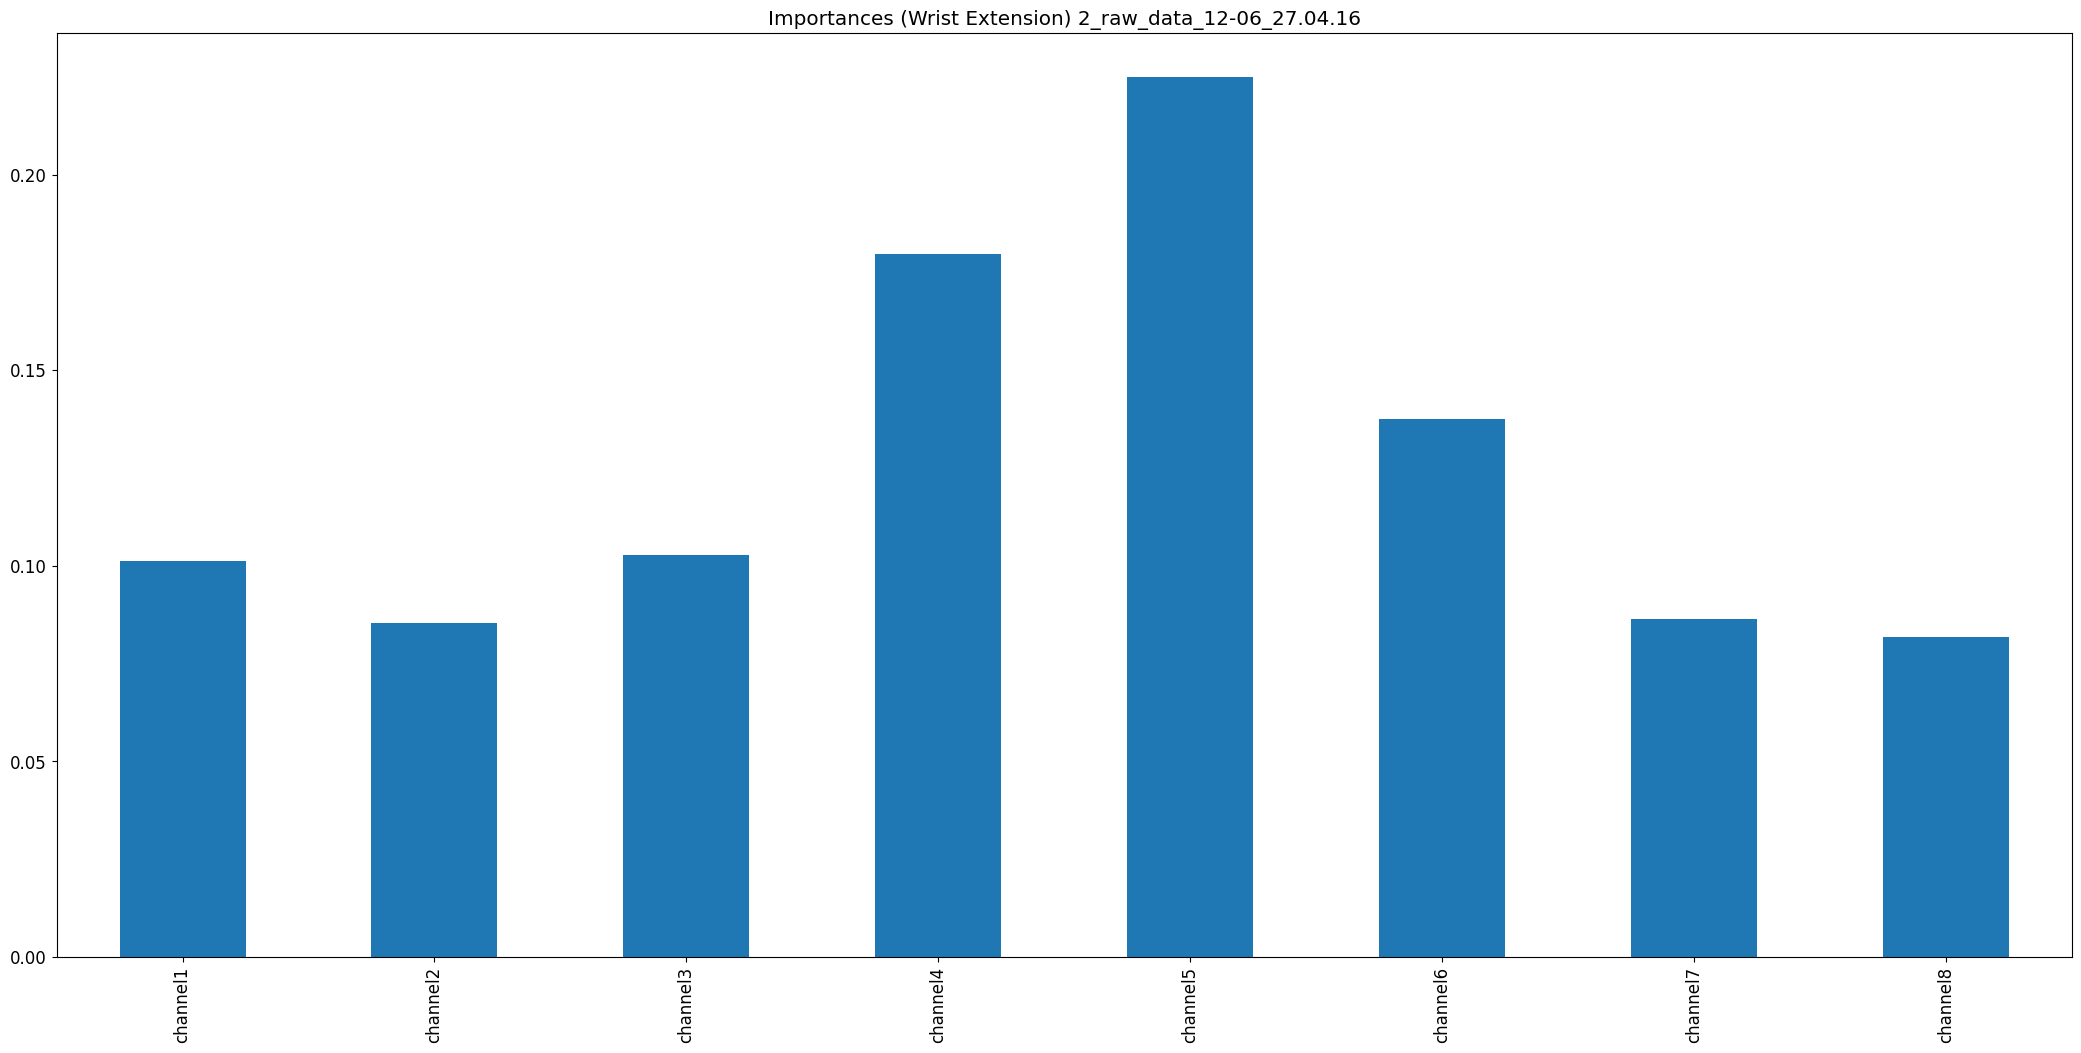 Importances (Wrist Extension) 2_raw_data_12-06_27.04.16
0.20
0.15
0.10
0.05
0.00
channel1
channel2
channel3
channel4
channel5
channel6
channel7
channel8